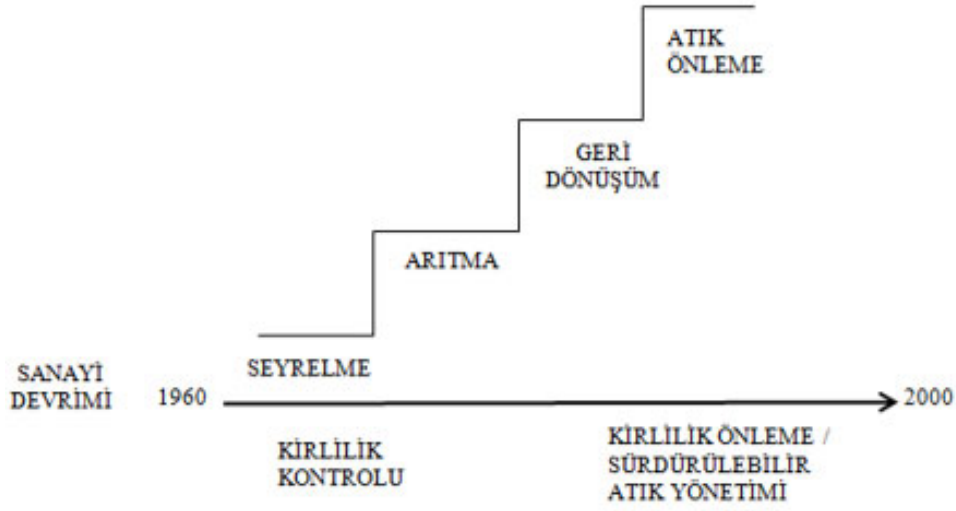 ATIK
ÖNLEME
GERİ
DÖNÜŞÜM
ARITMA
SEYRELME
SANAYİ
DEVRİMİ
1960
2000
KİRLİLİK
KONTROLU
KİRLİLİK ÖNLEME /
SÜRDÜRÜLEBİLİR
ATIK YÖNETİMİ